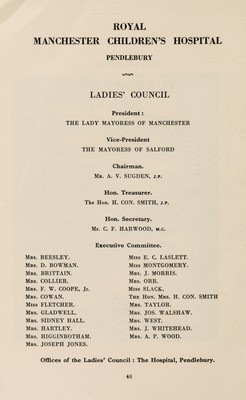 ROYAL
MANCHESTER CHILDREN'S HOSPITAL
PENDLEBURY
LADIES' COUNCIL
President :
THE LADY MAYORESS OF MANCHESTER
Vice-President
THE MAYORESS OF SALFORD
Chairman.
MR. A. V. SUGDEN, J.P.
Hon. Treasurer.
The Hon. H. CON. SMITH, J.P.
Hon. Secretary.
Mr. C. F. HARWOOD, M.C.
Executive Committee.
MRS. BEESLEY.
MRS. D. BOWMAN.
MRS. BRITTAIN.
MRS. COLLIER.
MRS. F. W. COOPE, Jr.
MRS. COWAN.
MISS FLETCHER.
MRS. GLADWELL.
MRS. SIDNEY HALL.
MRS. HARTLEY.
MRS. HIGGINBOTHAM.
MRS. JOSEPH JONES.
MISS E. C. LASLETT.
MISS MONTGOMERY.
MRS. J. MORRIS.
MRS. ORR.
MISS SLACK.
THE HON. MRS. H. CON. SMITH
MRS. TAYLOR.
MRS. JOS. WALSHAW.
MRS. WEST.
MRS. J. WHITEHEAD.
MRS. A. P. WOOD.
Offices of the Ladies' Council : The Hospital, Pendlebury.